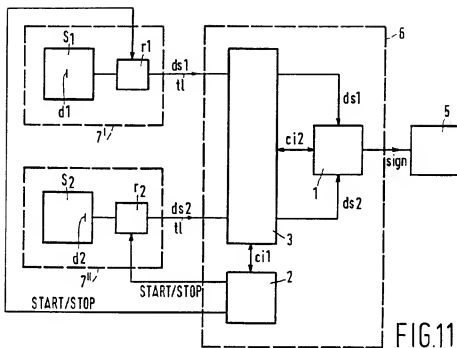 S1
r1
ds1
tl
d1
7'
6
ds1
5
ci2
1
sign
S2
r2
ds2
tl
ds2
d2
3
7"
ci1
START/STOP
2
START/STOP
FIG.11